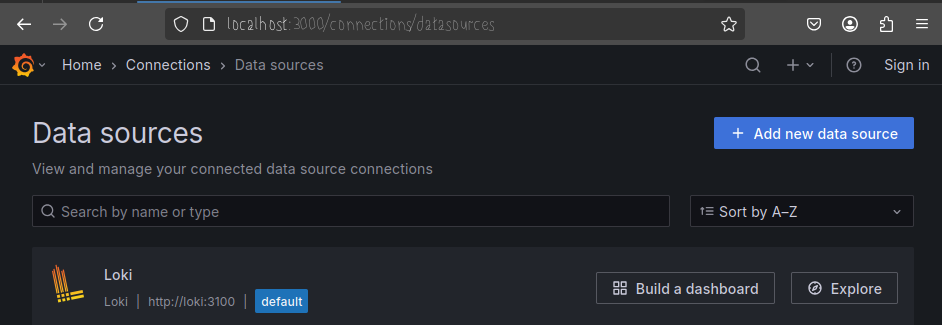 localhost:3000/connections/datasources
Home › Connections › Data sources
Sign in
Data sources
Add new data source
View and manage your connected data source connections
Search by name or type
Sort by A–Z
Loki
Loki | http://loki:3100 | default
Build a dashboard
Explore